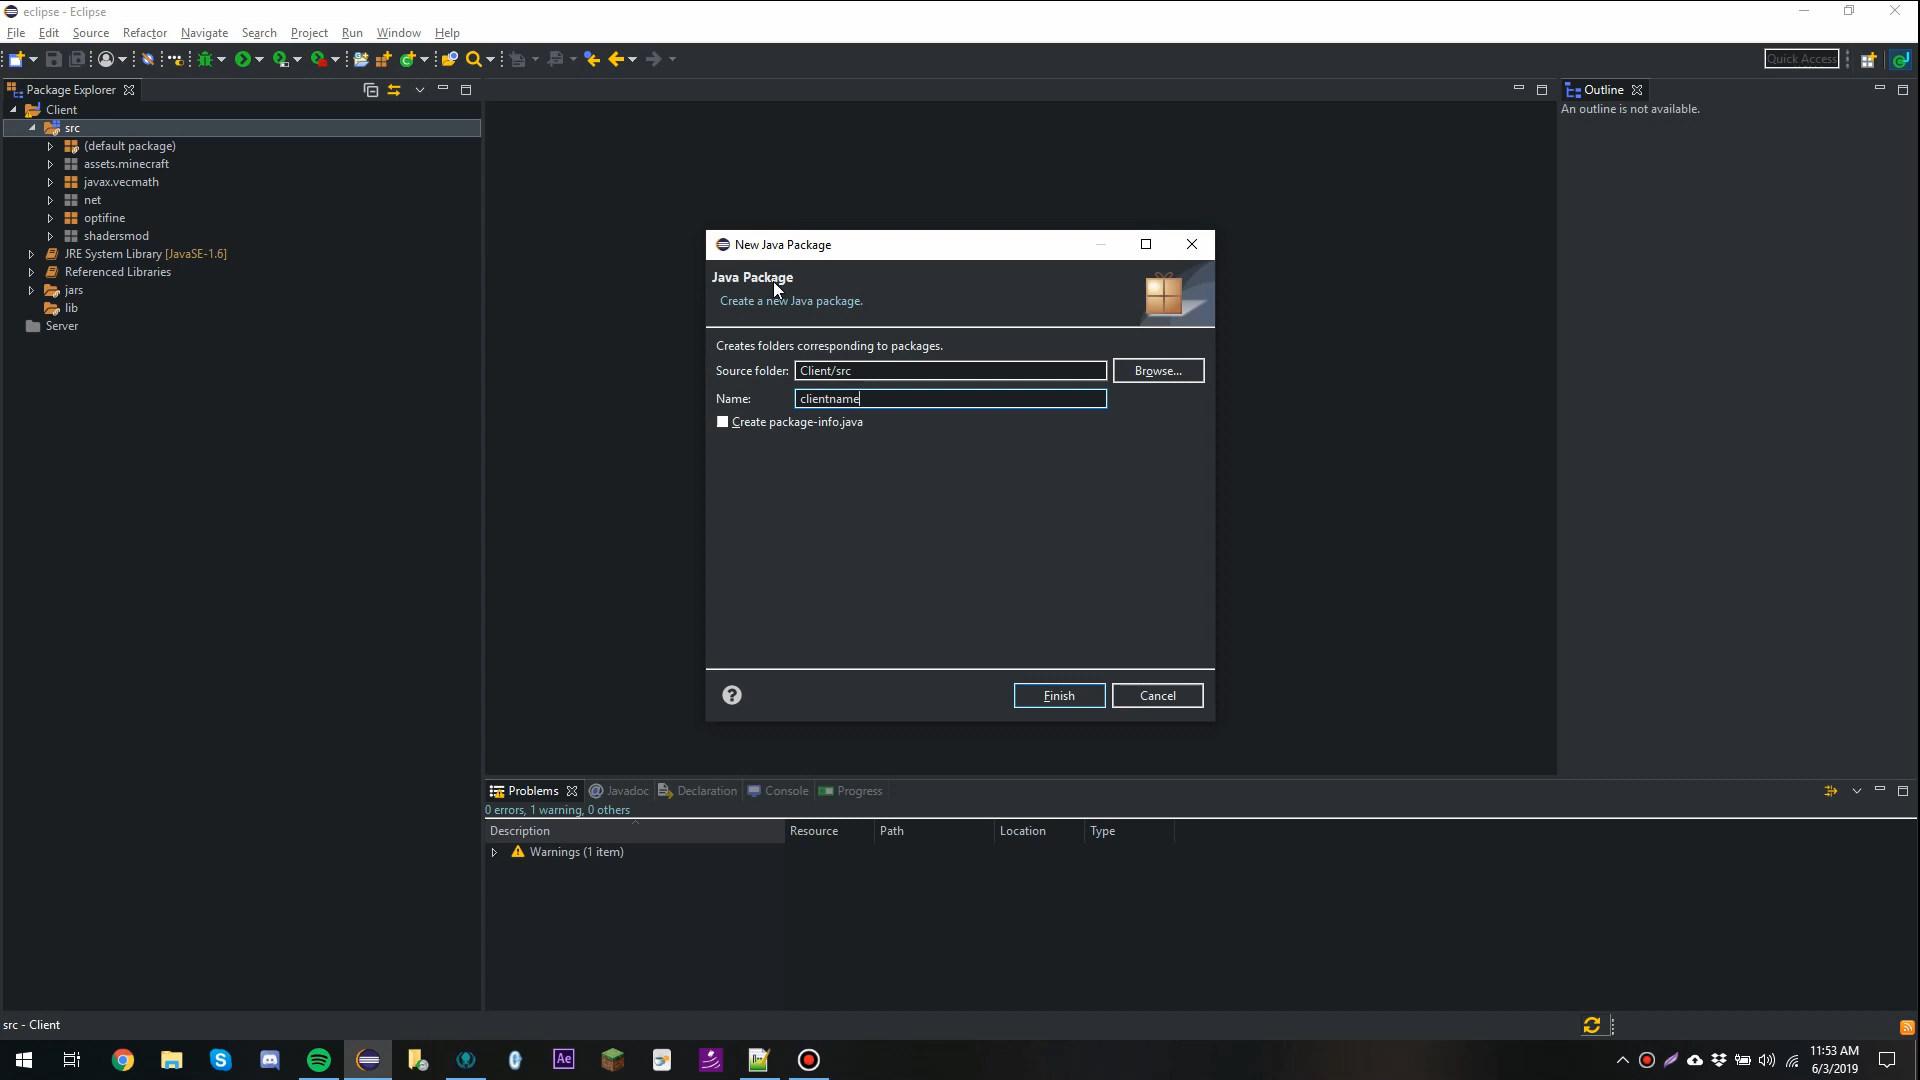 eclipse - Eclipse
File Edit Source Refactor Navigate Search Project Run Window Help
Quick Access
Package Explorer
Outline
Client
An outline is not available.
src
(default package)
assets.minecraft
javax.vecmath
net
optifine
shadersmod
JRE System Library [JavaSE-1.6]
Referenced Libraries
jars
lib
Server
New Java Package
Java Package
Create a new Java package.
Creates folders corresponding to packages.
Source folder: Client/src Browse...
Name: clientname
Create package-info.java
? Finish Cancel
Problems @ Javadoc Declaration Console Progress
0 errors, 1 warning, 0 others
Description Resource Path Location Type
Warnings (1 item)
src - Client
Ae
11:53 AM
6/3/2019